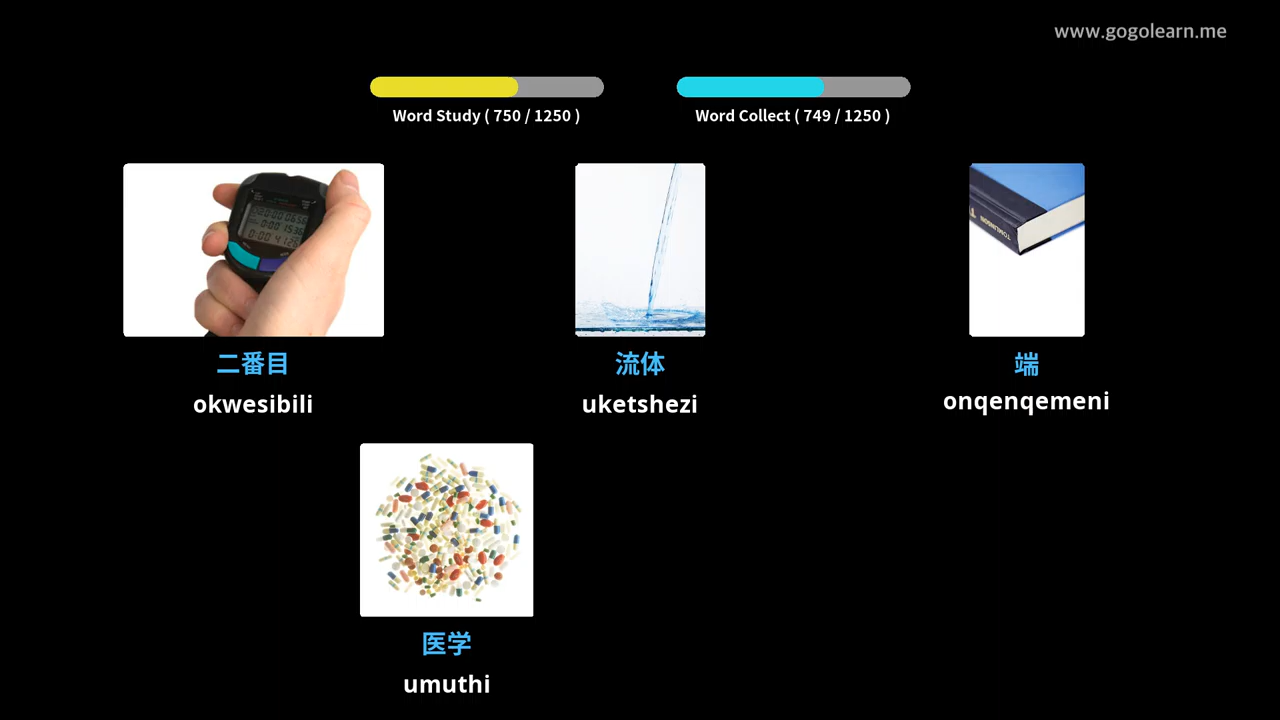 www.gogolearn.me
Word Study ( 750 / 1250 )
Word Collect ( 749 / 1250 )
TOMLINSON
二番目
流体
端
okwesibili
uketshezi
onqenqemeni
医学
umuthi